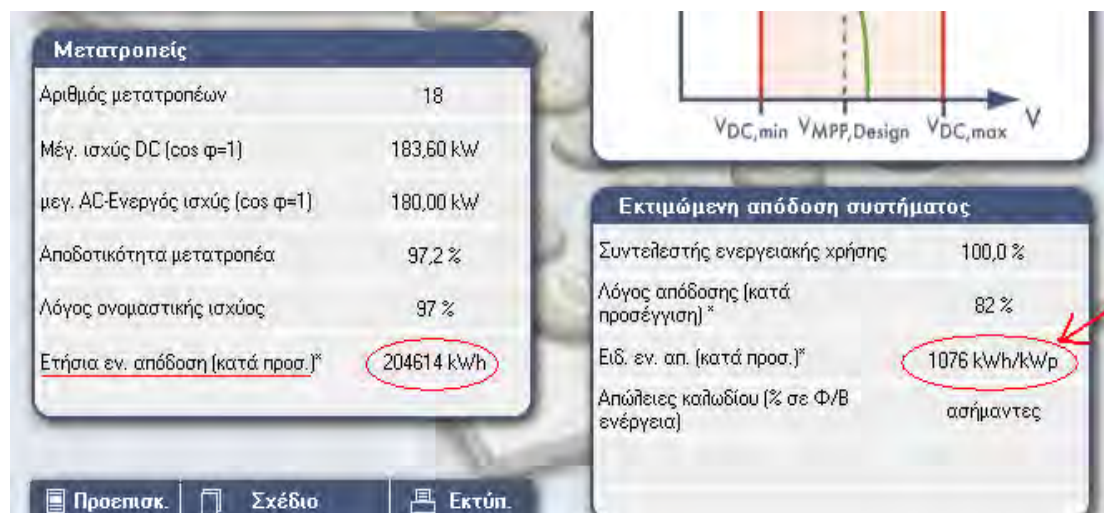 Μετατροπείς
Αριθμός μετατροπέων 18
Μέγ. ισχύς DC (cos φ=1) 183,60 kW
μεγ. AC-Ενεργός ισχύς (cos φ=1) 180,00 kW
Αποδοτικότητα μετατροπέα 97,2 %
Λόγος ονομαστικής ισχύος 97 %
Ετήσια εν. απόδοση (κατά προσ.)* 204614 kWh
Προεπισκ. Σχέδιο Εκτύπ.
VDC,min VMPP,Design VDC,max V
Εκτιμώμενη απόδοση συστήματος
Συντελεστής ενεργειακής χρήσης 100,0 %
Λόγος απόδοσης (κατά
προσέγγιση) * 82 %
Ειδ. εν. απ. (κατά προσ.)* 1076 kWh/kWp
Απώλειες καλωδίου (% σε Φ/Β
ενέργεια) ασήμαντες